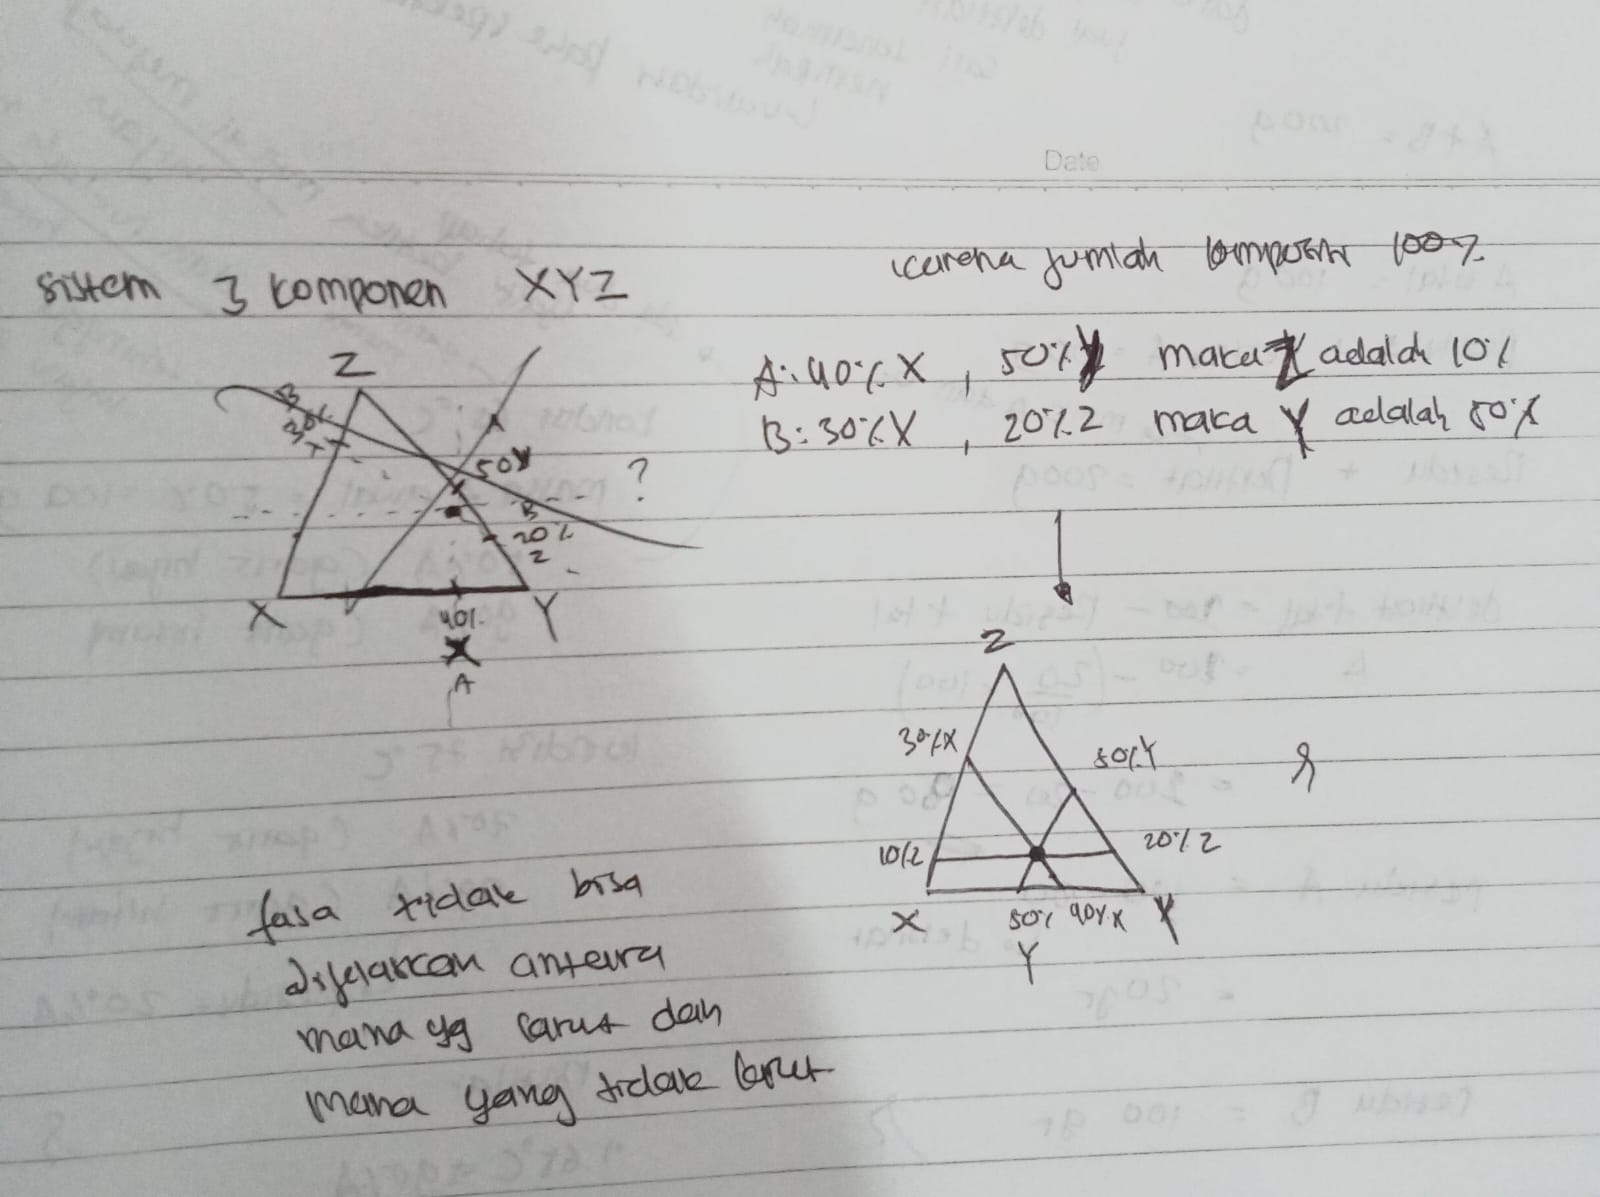 Date
karena jumlah komposisi 100%
Sistem 3 komponen XYZ
A: 40% X , 50% Y maka Z adalah 10%
B: 30% X , 20% Z maka Y adalah 50%
Z
B
30%
X
50Y
?
B
20%
Z
X
Y
40%
X
A
Z
30% X
50% Y
10% Z
20% Z
X
50%
40% X
Y
Y
fasa tidak bisa
dijelaskan antara
mana yg larut dan
mana yang tidak larut